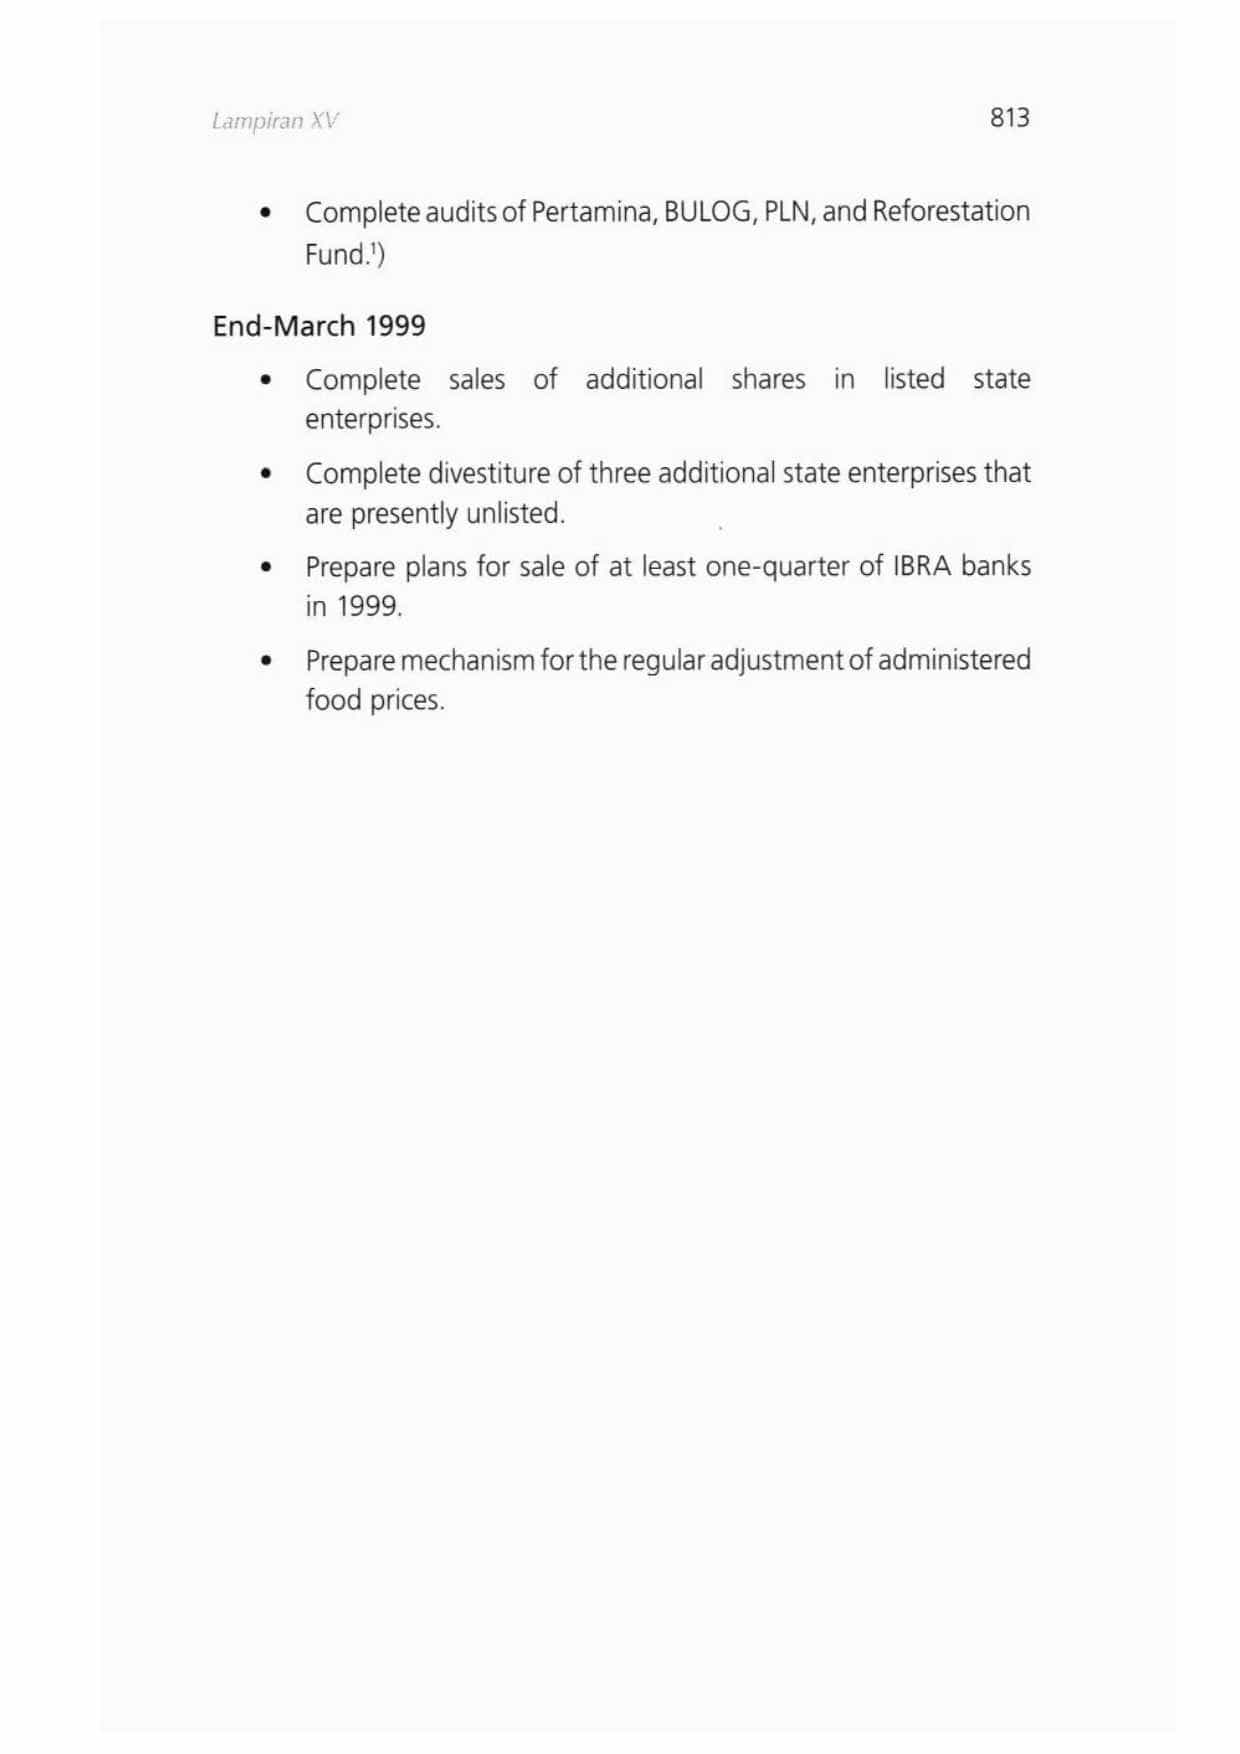 Lampiran XV 813
• Complete audits of Pertamina, BULOG, PLN, and Reforestation
Fund.¹)
End-March 1999
• Complete sales of additional shares in listed state
enterprises.
• Complete divestiture of three additional state enterprises that
are presently unlisted.
• Prepare plans for sale of at least one-quarter of IBRA banks
in 1999.
• Prepare mechanism for the regular adjustment of administered
food prices.